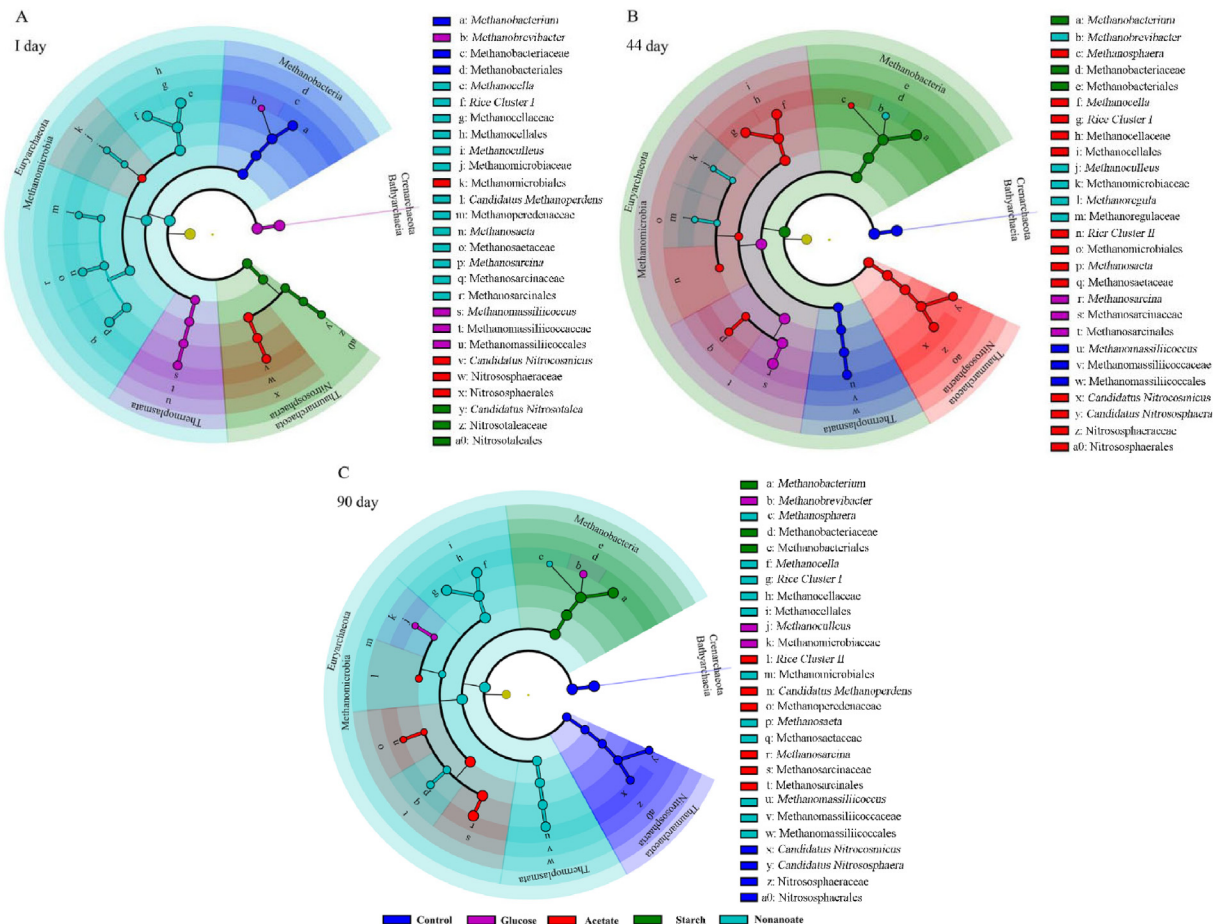 A
1 day
Methanobacteria
Euryarchaeota
Methanomicrobia
Crenarchaeota
Bathyarchaeia
Thermoplasmata
Thaumarchaeota
Nitrososphaeria
a: Methanobacterium
b: Methanobrevibacter
c: Methanobacteriaceae
d: Methanobacteriales
e: Methanocella
f: Rice Cluster I
g: Methanocellaceae
h: Methanocellales
i: Methanoculleus
j: Methanomicrobiaceae
k: Methanomicrobiales
l: Candidatus Methanoperdens
m: Methanoperedenaceae
n: Methanosaeta
o: Methanosaetaceae
p: Methanosarcina
q: Methanosarcinaceae
r: Methanosarcinales
s: Methanomassiliicoccus
t: Methanomassiliicoccaceae
u: Methanomassiliicoccales
v: Candidatus Nitrocosmicus
w: Nitrososphaeraceae
x: Nitrososphaerales
y: Candidatus Nitrosotalea
z: Nitrosotaleaceae
a0: Nitrosotaleales
B
44 day
Methanobacteria
Euryarchaeota
Methanomicrobia
Crenarchaeota
Bathyarchaeia
Thermoplasmata
Thaumarchaeota
Nitrososphaeria
a: Methanobacterium
b: Methanobrevibacter
c: Methanosphaera
d: Methanobacteriaceae
e: Methanobacteriales
f: Methanocella
g: Rice Cluster I
h: Methanocellaceae
i: Methanocellales
j: Methanoculleus
k: Methanomicrobiaceae
l: Methanoregula
m: Methanoregulaceae
n: Ricr Cluster II
o: Methanomicrobiales
p: Methanosaeta
q: Methanosaetaceae
r: Methanosarcina
s: Methanosarcinaceae
t: Methanosarcinales
u: Methanomassiliicoccus
v: Methanomassiliicoccaceae
w: Methanomassiliicoccales
x: Candidatus Nitrocosmicus
y: Candidatus Nitrososphaera
z: Nitrososphaeraceae
a0: Nitrososphaerales
C
90 day
Methanobacteria
Euryarchaeota
Methanomicrobia
Crenarchaeota
Bathyarchaeia
Thermoplasmata
Thaumarchaeota
Nitrososphaeria
a: Methanobacterium
b: Methanobrevibacter
c: Methanosphaera
d: Methanobacteriaceae
e: Methanobacteriales
f: Methanocella
g: Rice Cluster I
h: Methanocellaceae
i: Methanocellales
j: Methanoculleus
k: Methanomicrobiaceae
l: Rice Cluster II
m: Methanomicrobiales
n: Candidatus Methanoperdens
o: Methanoperedenaceae
p: Methanosaeta
q: Methanosaetaceae
r: Methanosarcina
s: Methanosarcinaceae
t: Methanosarcinales
u: Methanomassiliicoccus
v: Methanomassiliicoccaceae
w: Methanomassiliicoccales
x: Candidatus Nitrocosmicus
y: Candidatus Nitrososphaera
z: Nitrososphaeraceae
a0: Nitrososphaerales
Control Glucose Acetate Starch Nonanoate